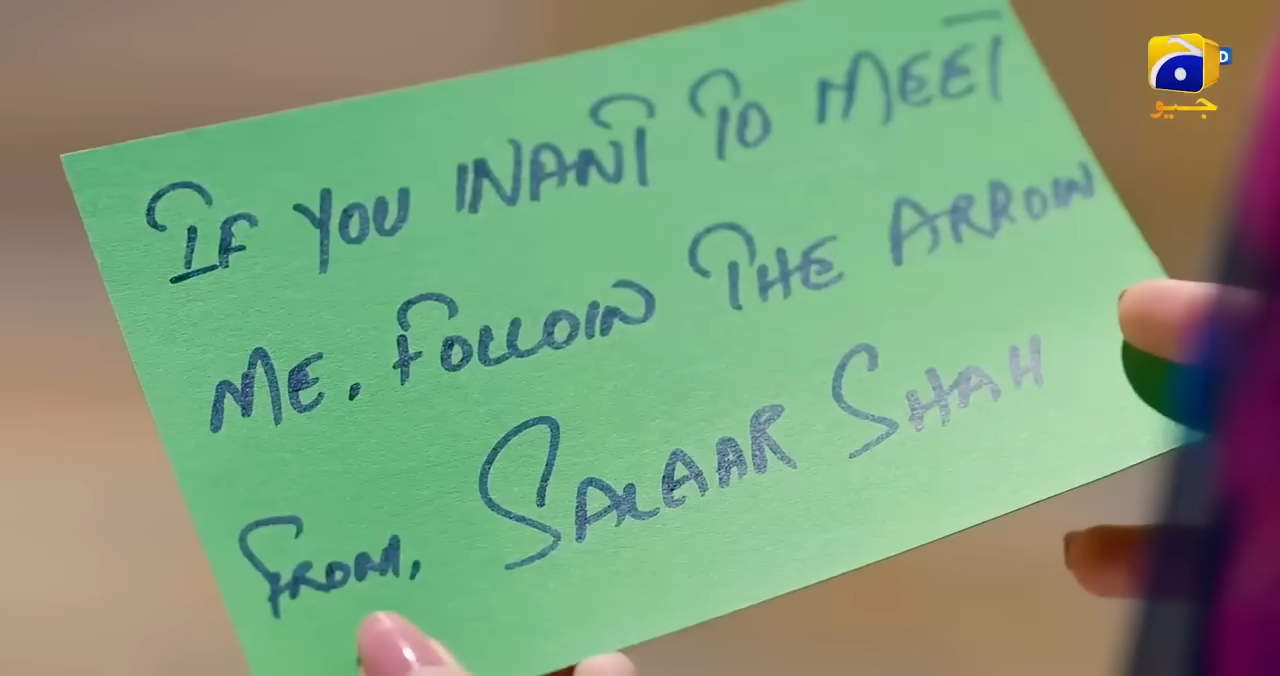 IF YOU WANT TO MEET
ME. FOLLOW THE ARROW
FROM, SALAAR SHAH
جیو